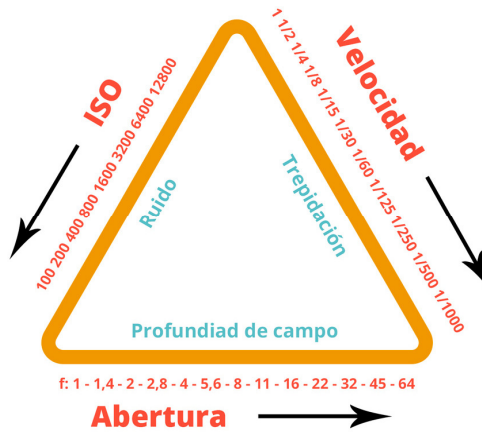 ISO
100 200 400 800 1600 3200 6400 12800
Ruido
Velocidad
1 1/2 1/4 1/8 1/15 1/30 1/60 1/125 1/250 1/500 1/1000
Trepidación
Profundiad de campo
f: 1 - 1,4 - 2 - 2,8 - 4 - 5,6 - 8 - 11 - 16 - 22 - 32 - 45 - 64
Abertura